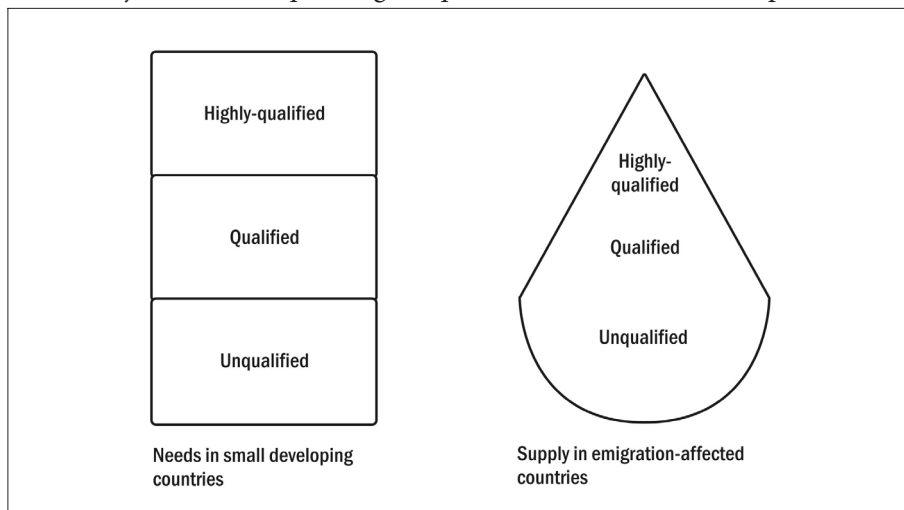 Highly-qualified
Qualified
Unqualified
Needs in small developing
countries
Highly-
qualified
Qualified
Unqualified
Supply in emigration-affected
countries